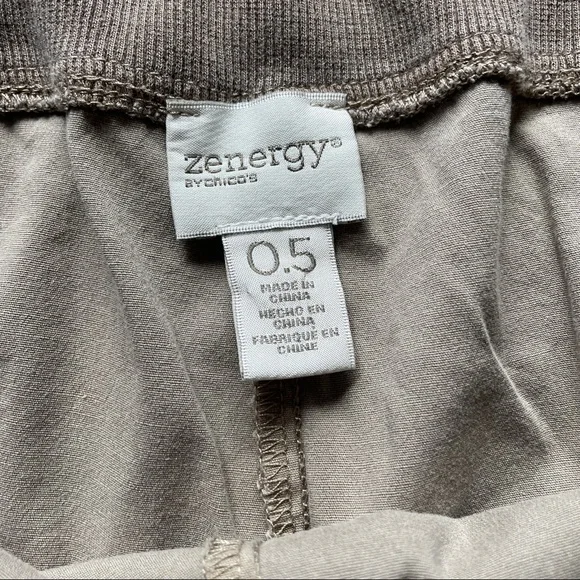 zenergy®
BY CHICO'S
0.5
MADE IN
CHINA
HECHO EN
CHINA
FABRIQUE EN
CHINE